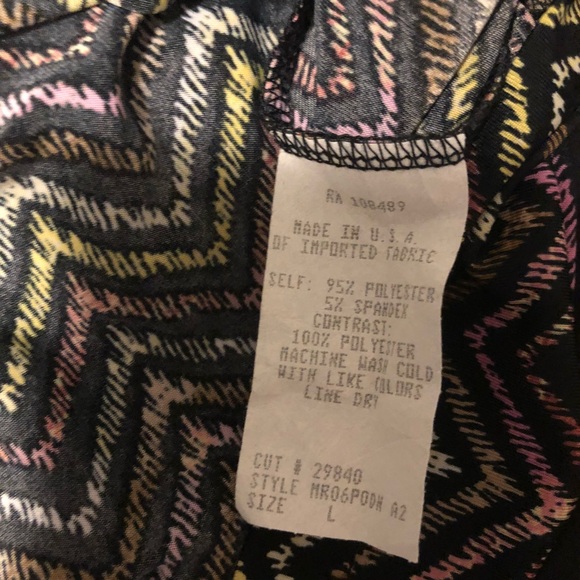 RN 108489
MADE IN U.S.A.
OF IMPORTED FABRIC
SELF: 95% POLYESTER
5% SPANDEX
CONTRAST:
100% POLYESTER
MACHINE WASH COLD
WITH LIKE COLORS
LINE DRY
CUT # 29840
STYLE MR06PODW A2
SIZE L